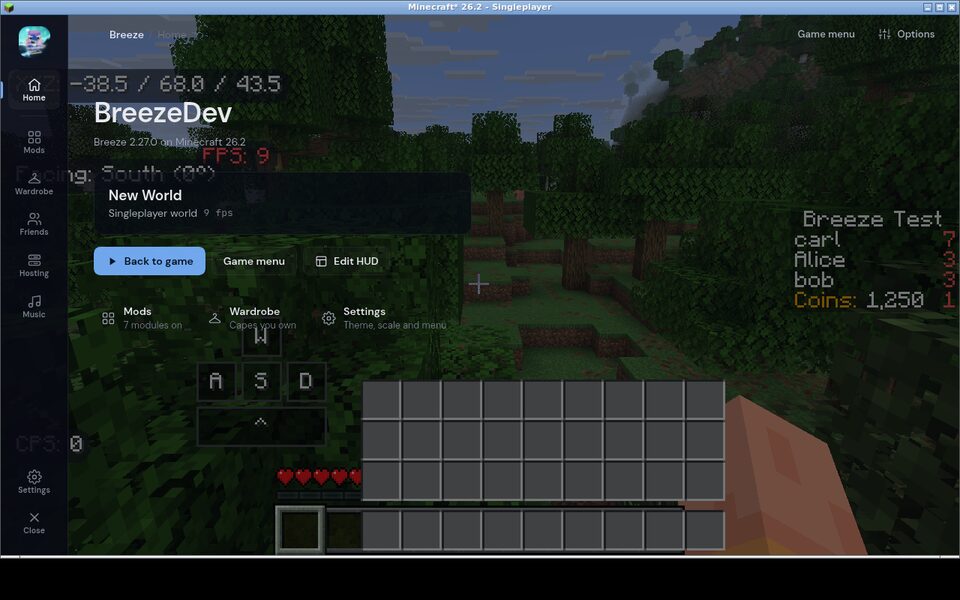 Minecraft* 26.2 - Singleplayer
Breeze / Home
Game menu
Options
-38.5 / 68.0 / 43.5
Home
BreezeDev
Breeze 2.27.0 on Minecraft 26.2
FPS: 9
Mods
Facing: South (0°)
Wardrobe
New World
Singleplayer world 9 fps
Friends
Breeze Test
carl 7
Alice 3
bob 3
Coins: 1,250 1
Back to game
Game menu
Edit HUD
Hosting
Music
Mods
7 modules on
Wardrobe
Capes you own
Settings
Theme, scale and menu
W
A
S
D
^
CPS: 0
Settings
Close